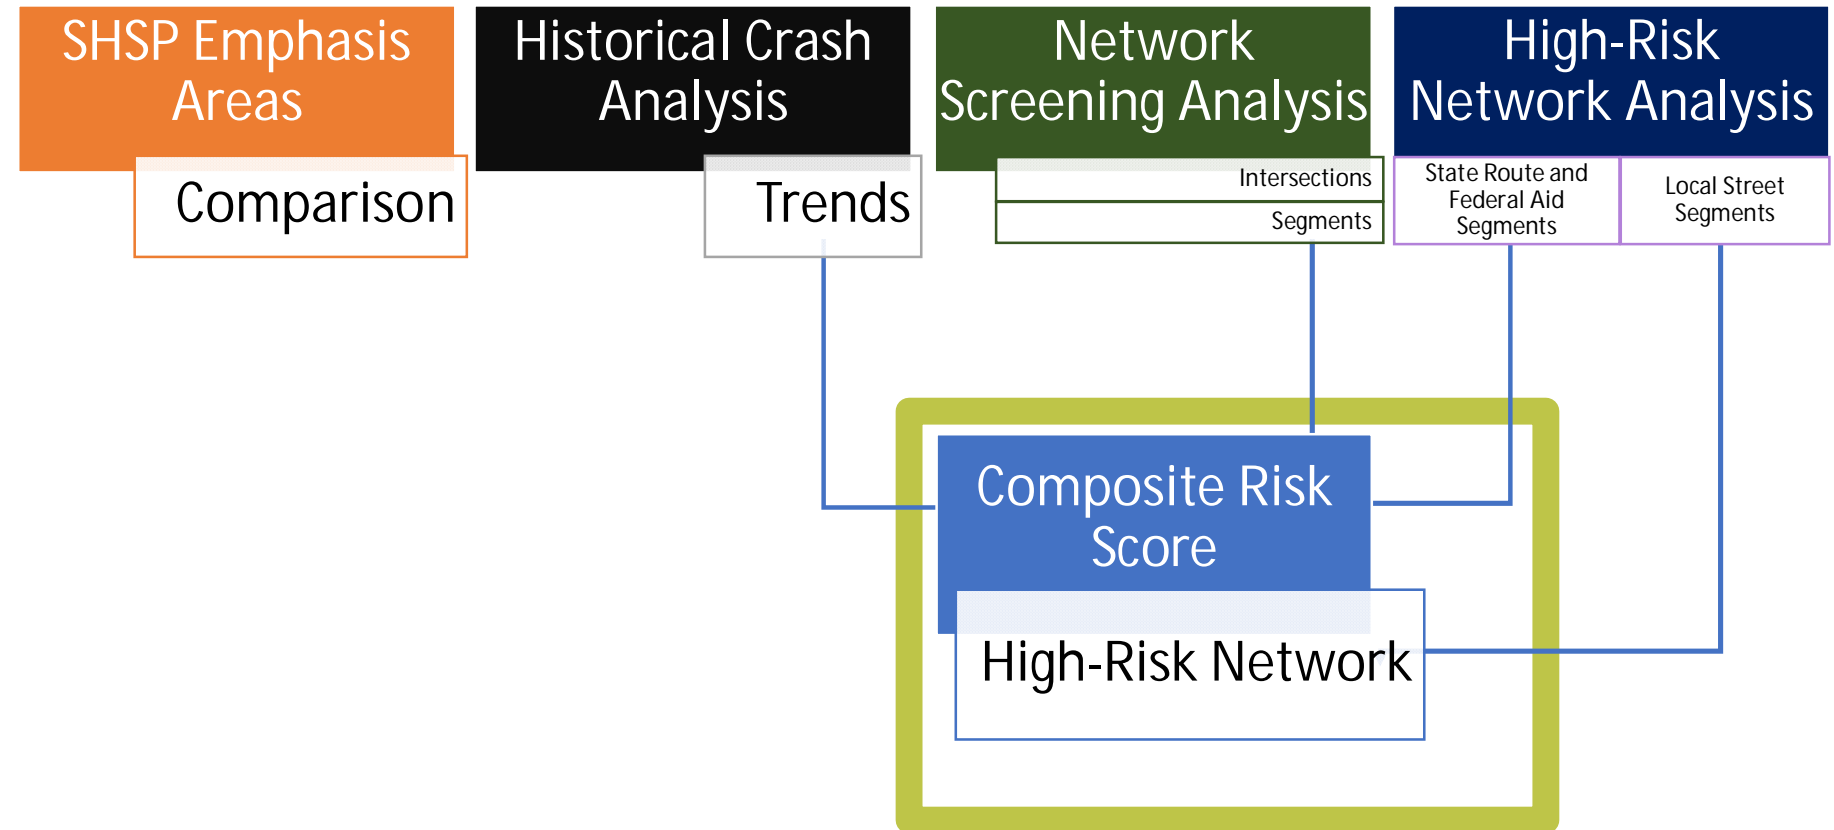 SHSP Emphasis
Areas
Comparison
Historical Crash
Analysis
Trends
Network
Screening Analysis
Intersections
Segments
High-Risk
Network Analysis
State Route and
Federal Aid
Segments
Local Street
Segments
Composite Risk
Score
High-Risk Network